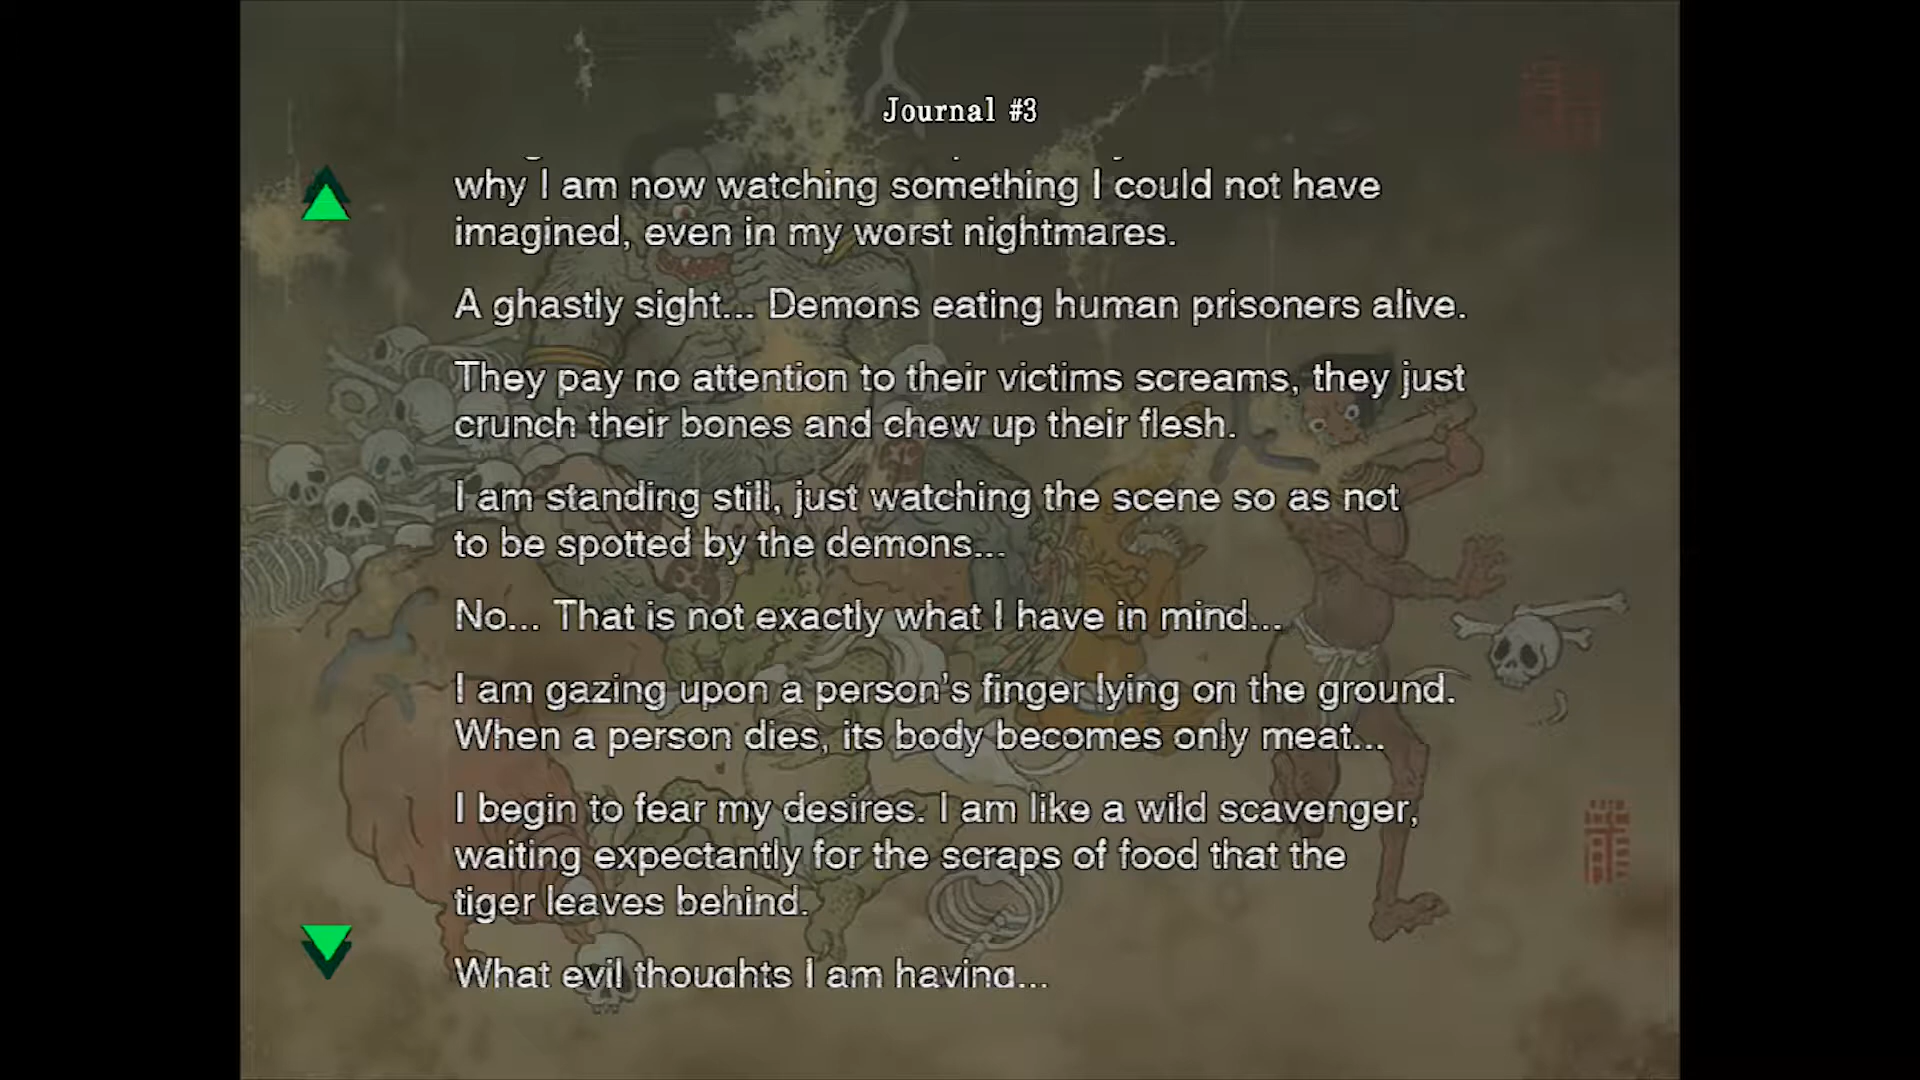 Journal #3
why I am now watching something I could not have
imagined, even in my worst nightmares.
A ghastly sight... Demons eating human prisoners alive.
They pay no attention to their victims screams, they just
crunch their bones and chew up their flesh.
I am standing still, just watching the scene so as not
to be spotted by the demons...
No... That is not exactly what I have in mind...
I am gazing upon a person's finger lying on the ground.
When a person dies, its body becomes only meat...
I begin to fear my desires. I am like a wild scavenger,
waiting expectantly for the scraps of food that the
tiger leaves behind.
What evil thoughts I am having...